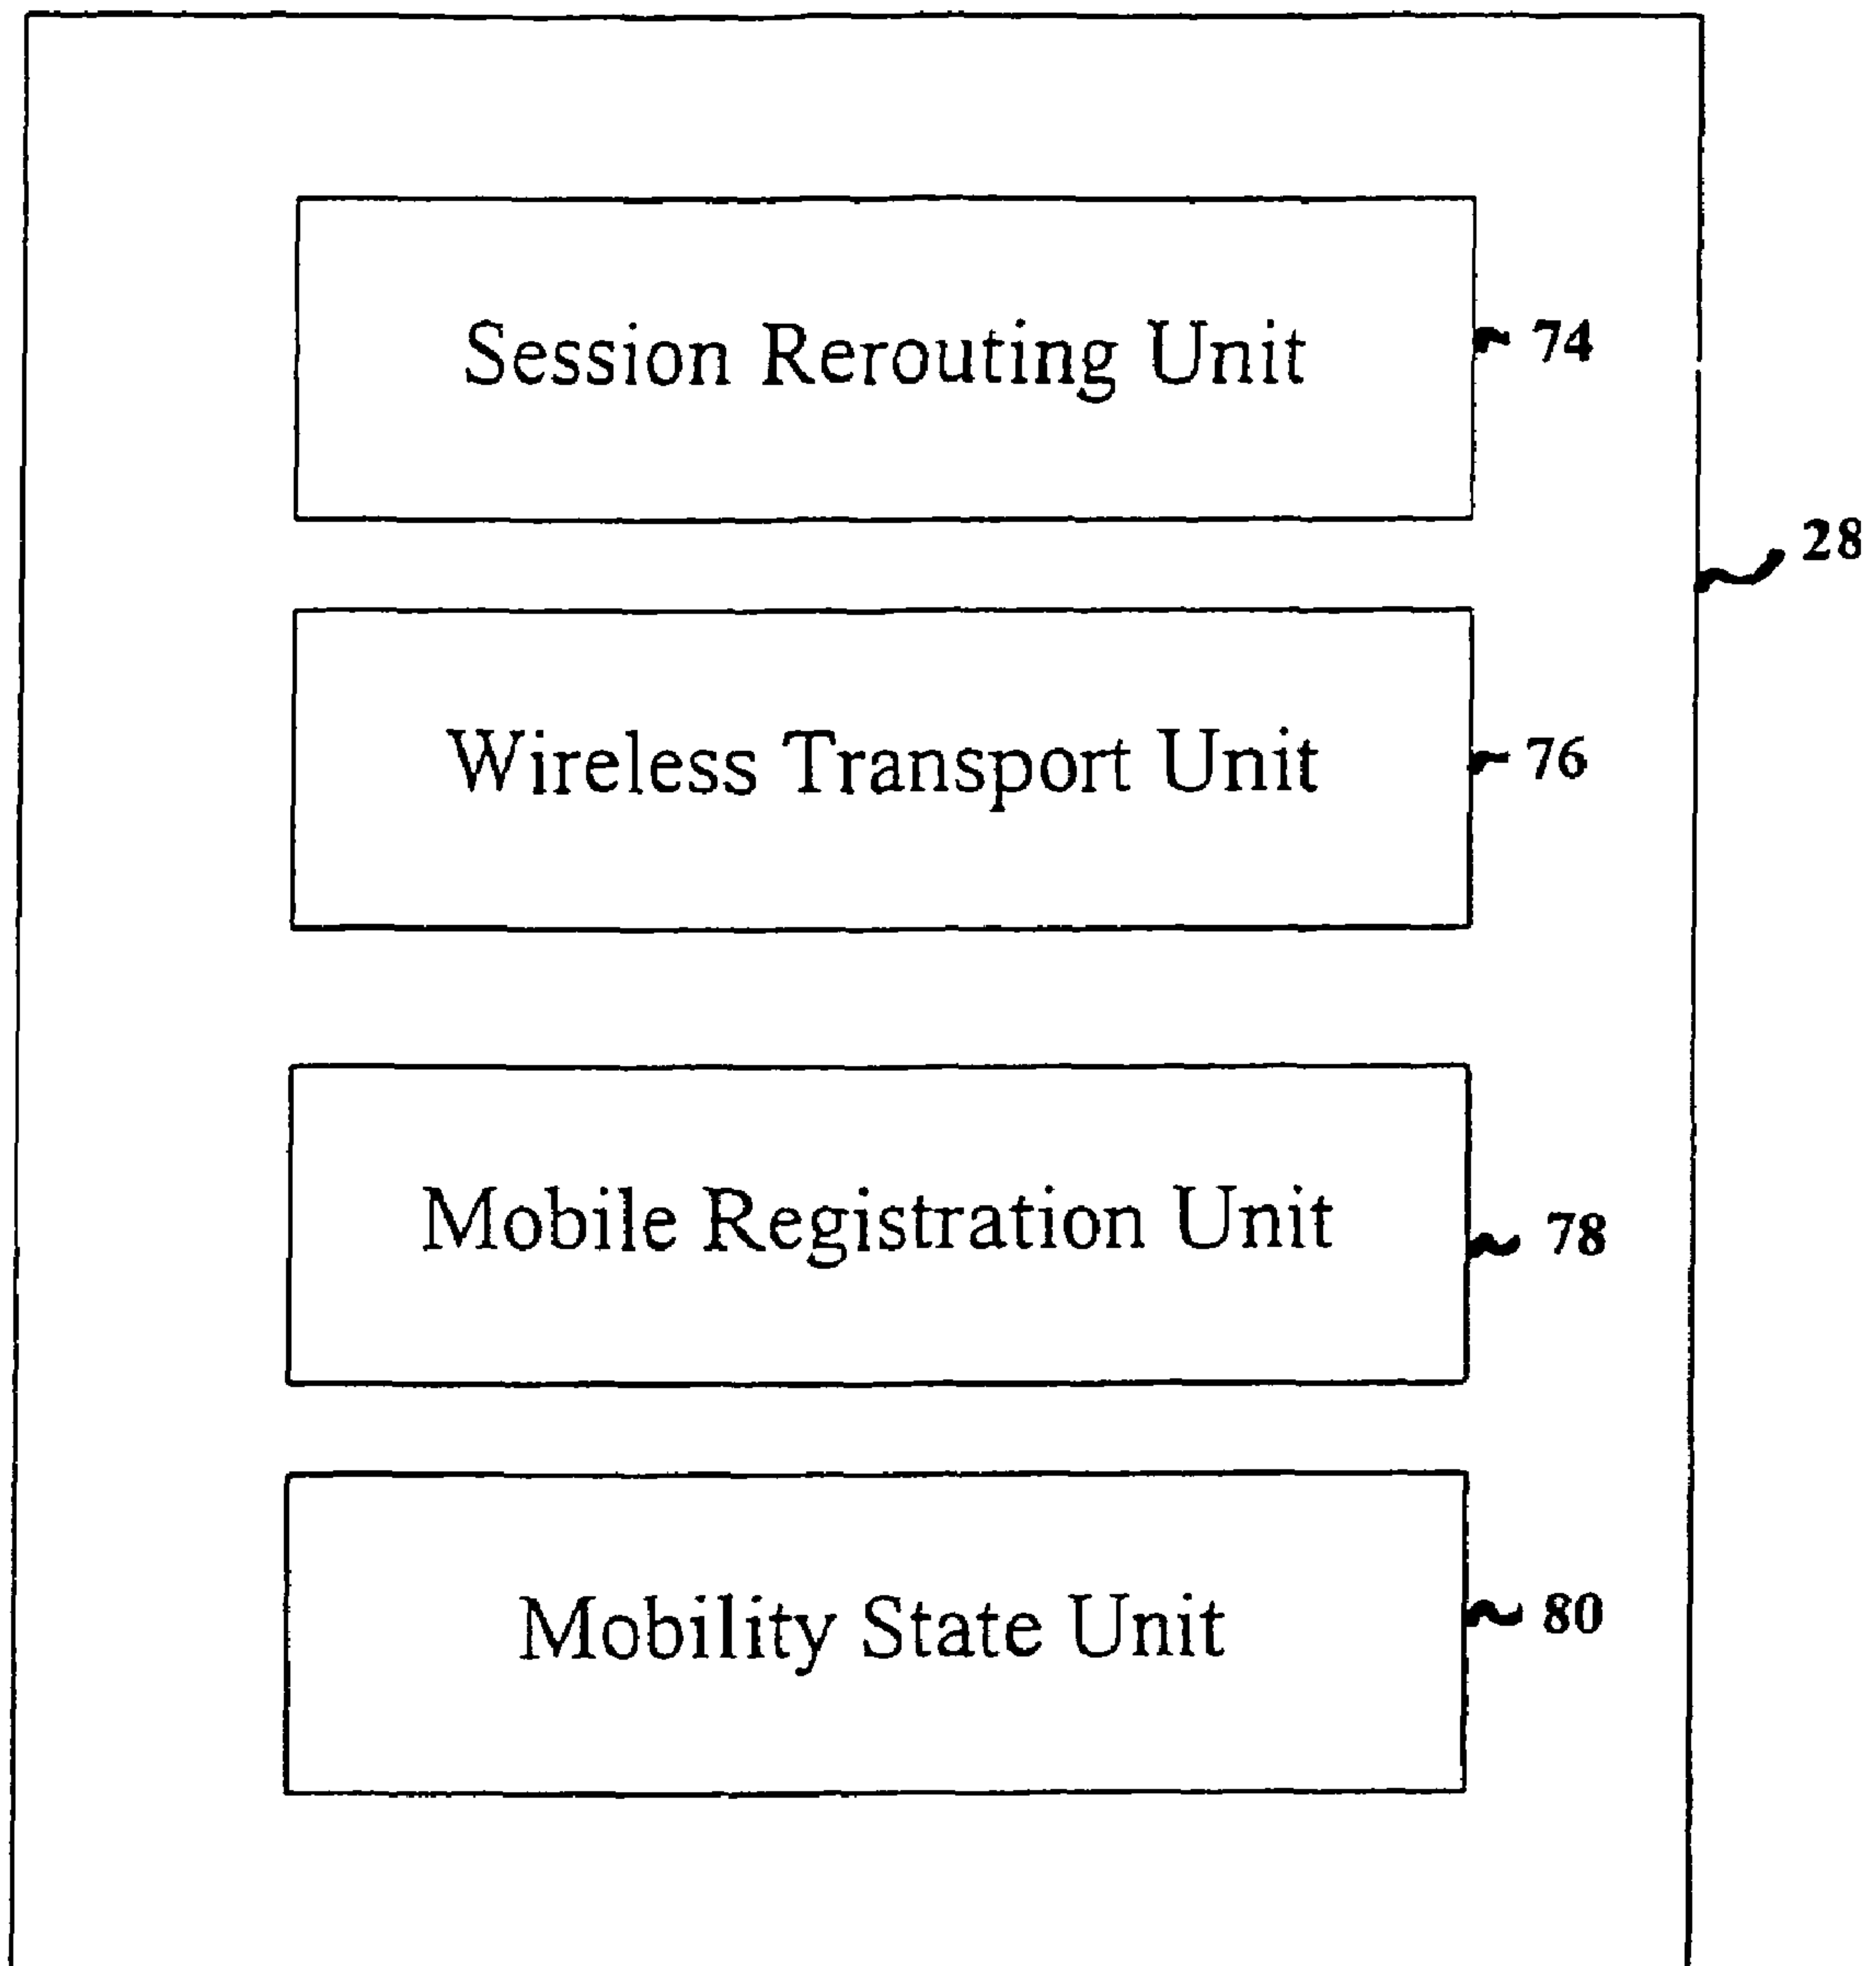 Session Rerouting Unit
74
28
Wireless Transport Unit
76
Mobile Registration Unit
78
Mobility State Unit
80